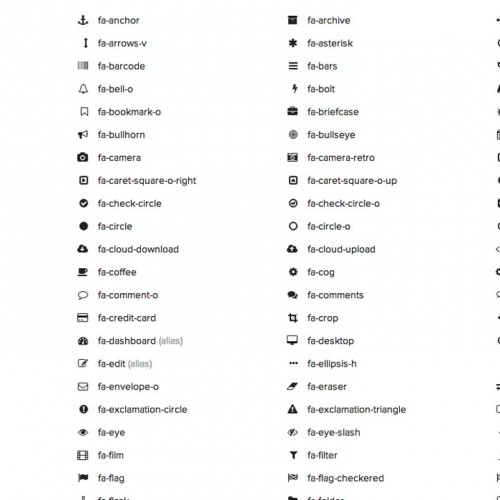 fa-anchor fa-archive
fa-arrows-v fa-asterisk
fa-barcode fa-bars
fa-bell-o fa-bolt
fa-bookmark-o fa-briefcase
fa-bullhorn fa-bullseye
fa-camera fa-camera-retro
fa-caret-square-o-right fa-caret-square-o-up
fa-check-circle fa-check-circle-o
fa-circle fa-circle-o
fa-cloud-download fa-cloud-upload
fa-coffee fa-cog
fa-comment-o fa-comments
fa-credit-card fa-crop
fa-dashboard (alias) fa-desktop
fa-edit (alias) fa-ellipsis-h
fa-envelope-o fa-eraser
fa-exclamation-circle fa-exclamation-triangle
fa-eye fa-eye-slash
fa-film fa-filter
fa-flag fa-flag-checkered